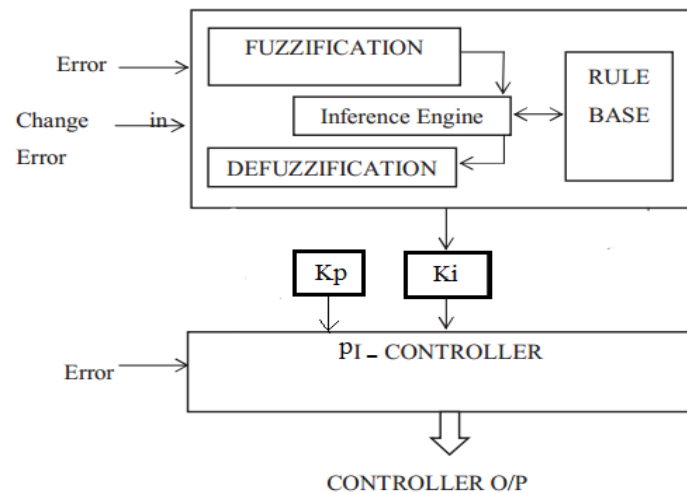 FUZZIFICATION
Error
RULE
BASE
Inference Engine
Change in
Error
DEFUZZIFICATION
Kp
Ki
PI - CONTROLLER
Error
CONTROLLER O/P